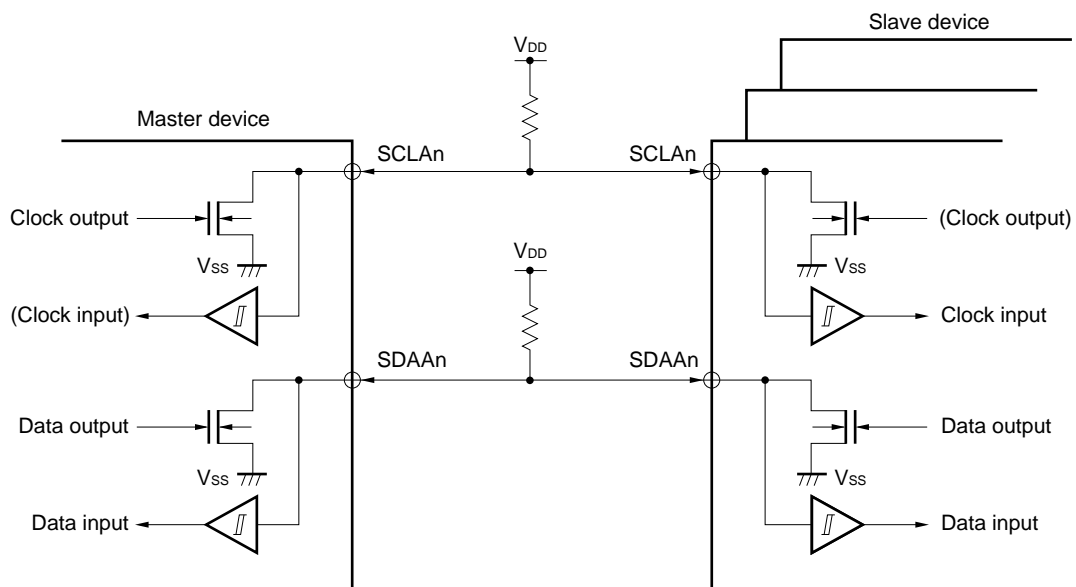 Slave device
VDD
Master device
SCLAn
SCLAn
Clock output
(Clock output)
VSS
VSS
VDD
(Clock input)
Clock input
SDAAn
SDAAn
Data output
Data output
VSS
VSS
Data input
Data input